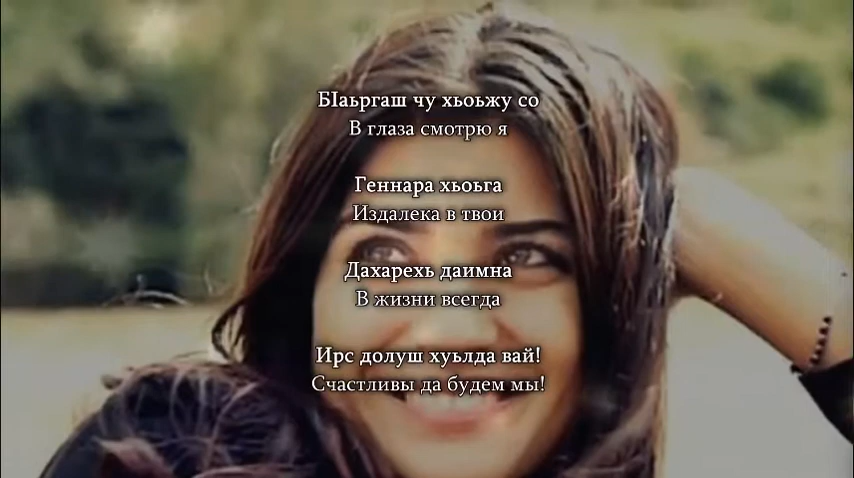 БӀаьргаш чу хьоьжу со
В глаза смотрю я
Геннара хьоьга
Издалека в твои
Дахарехь даимна
В жизни всегда
Ирс долуш хуьлда вай!
Счастливы да будем мы!